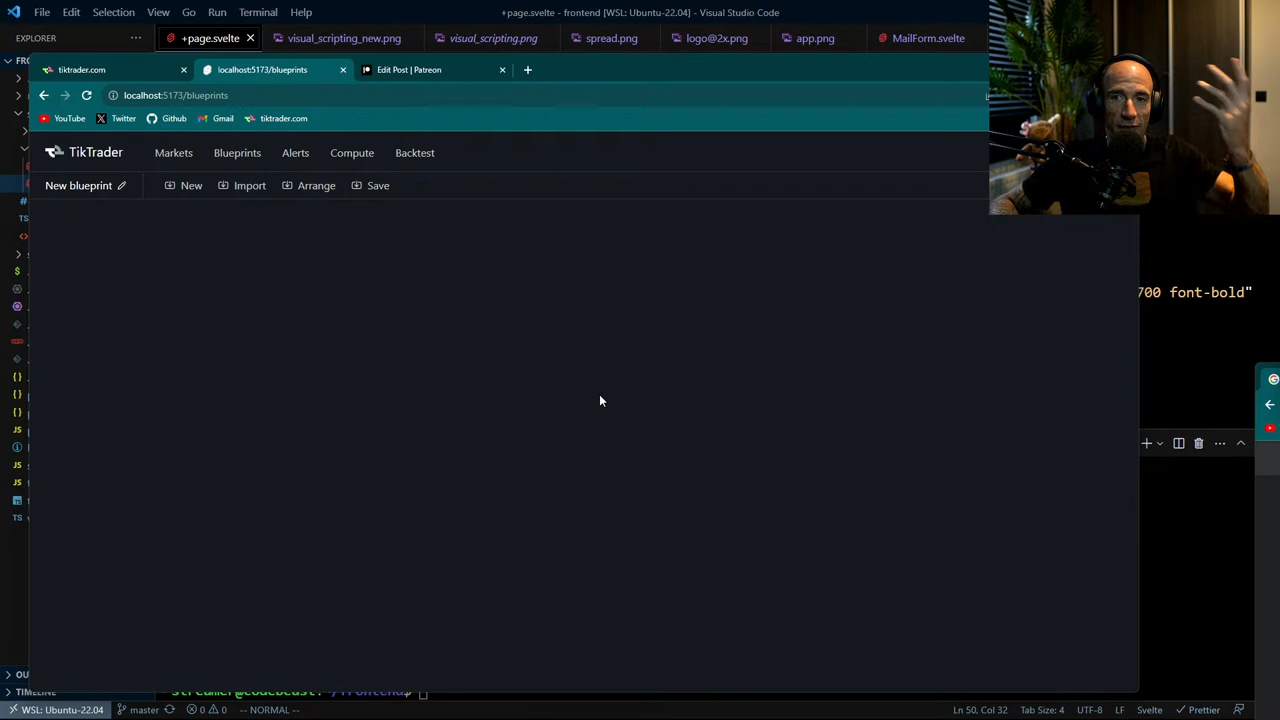 File Edit Selection View Go Run Terminal Help
+page.svelte - frontend [WSL: Ubuntu-22.04] - Visual Studio Code
EXPLORER ···
+page.svelte
visual_scripting_new.png
visual_scripting.png
spread.png
logo@2x.png
app.png
MailForm.svelte
tiktrader.com
localhost:5173/blueprints
Edit Post | Patreon
localhost:5173/blueprints
YouTube Twitter Github Gmail tiktrader.com
TikTrader Markets Blueprints Alerts Compute Backtest
New blueprint New Import Arrange Save
700 font-bold"
TIMELINE
streamer@codebeast:~/frontend$
WSL: Ubuntu-22.04 master 0 0 -- NORMAL -- Ln 50, Col 32 Tab Size: 4 UTF-8 LF Svelte Prettier